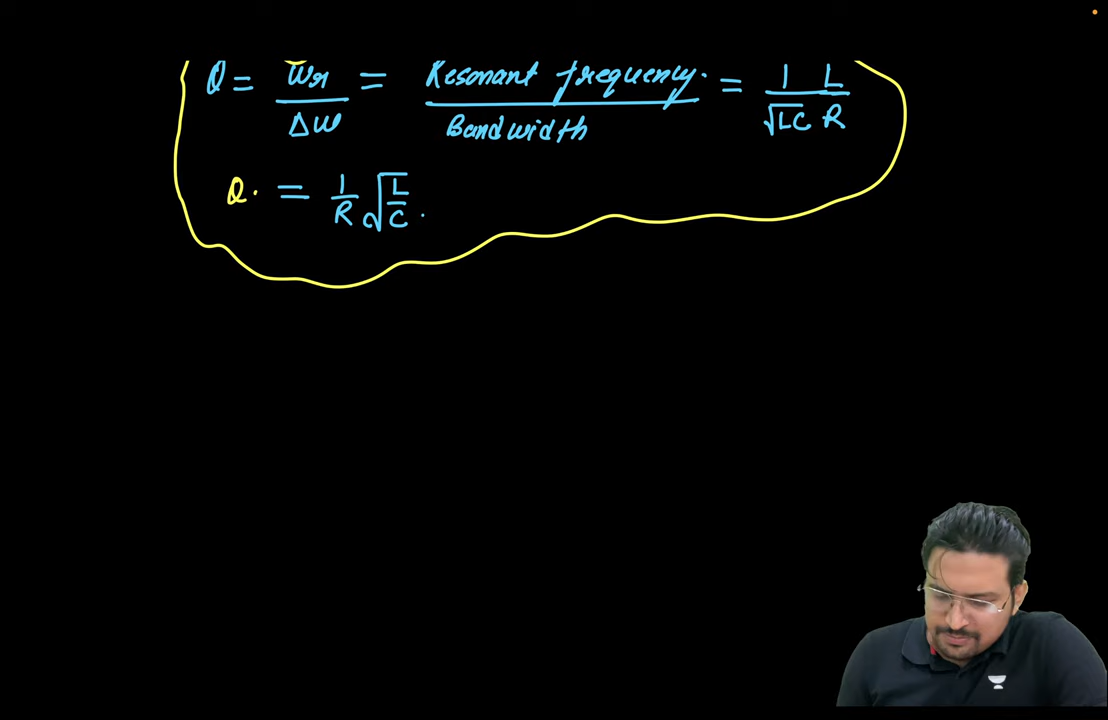 Q = ωr/Δω = Resonant frequency./Bandwidth = 1/√LC L/R
Q. = 1/R √L/C.